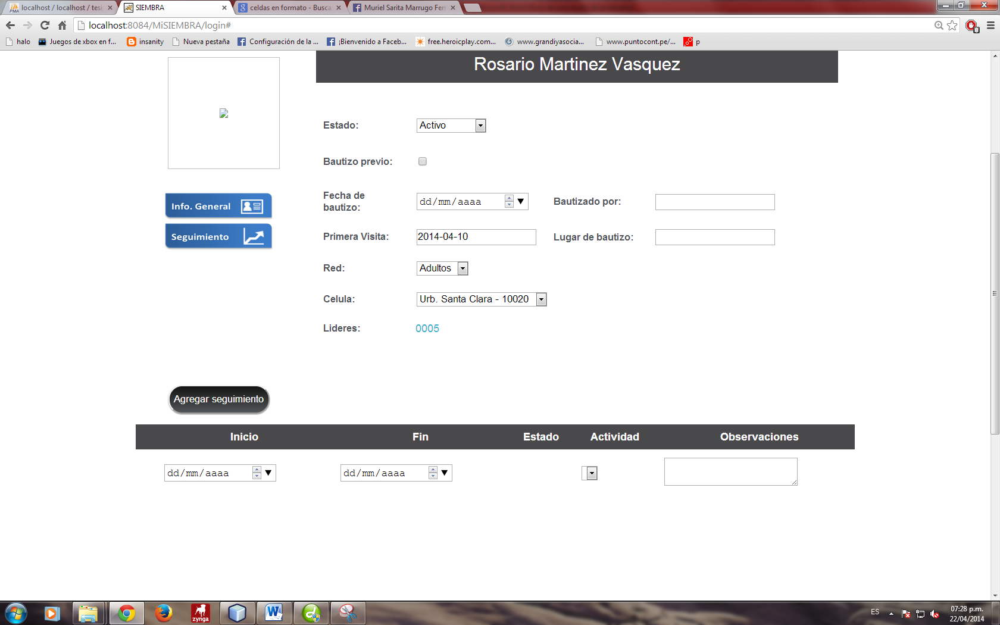 localhost / localhost / tesi
SIEMBRA
celdas en formato - Busca
Muriel Sarita Marrugo Ferr
localhost:8084/MiSIEMBRA/login#
8
halo
Juegos de xbox en f...
insanity
Nueva pestaña
Configuración de la ...
¡Bienvenido a Faceb...
free.heroicplay.com...
www.grandiyasocia...
www.puntocont.pe/...
p
Rosario Martinez Vasquez
Estado:
Activo
Bautizo previo:
Info. General
Seguimiento
Fecha de
bautizo:
dd/mm/aaaa
Bautizado por:
Primera Visita:
2014-04-10
Lugar de bautizo:
Red:
Adultos
Celula:
Urb. Santa Clara - 10020
Lideres:
0005
Agregar seguimiento
Inicio
Fin
Estado
Actividad
Observaciones
dd/mm/aaaa
dd/mm/aaaa
zynga
ES
07:28 p.m.
22/04/2014